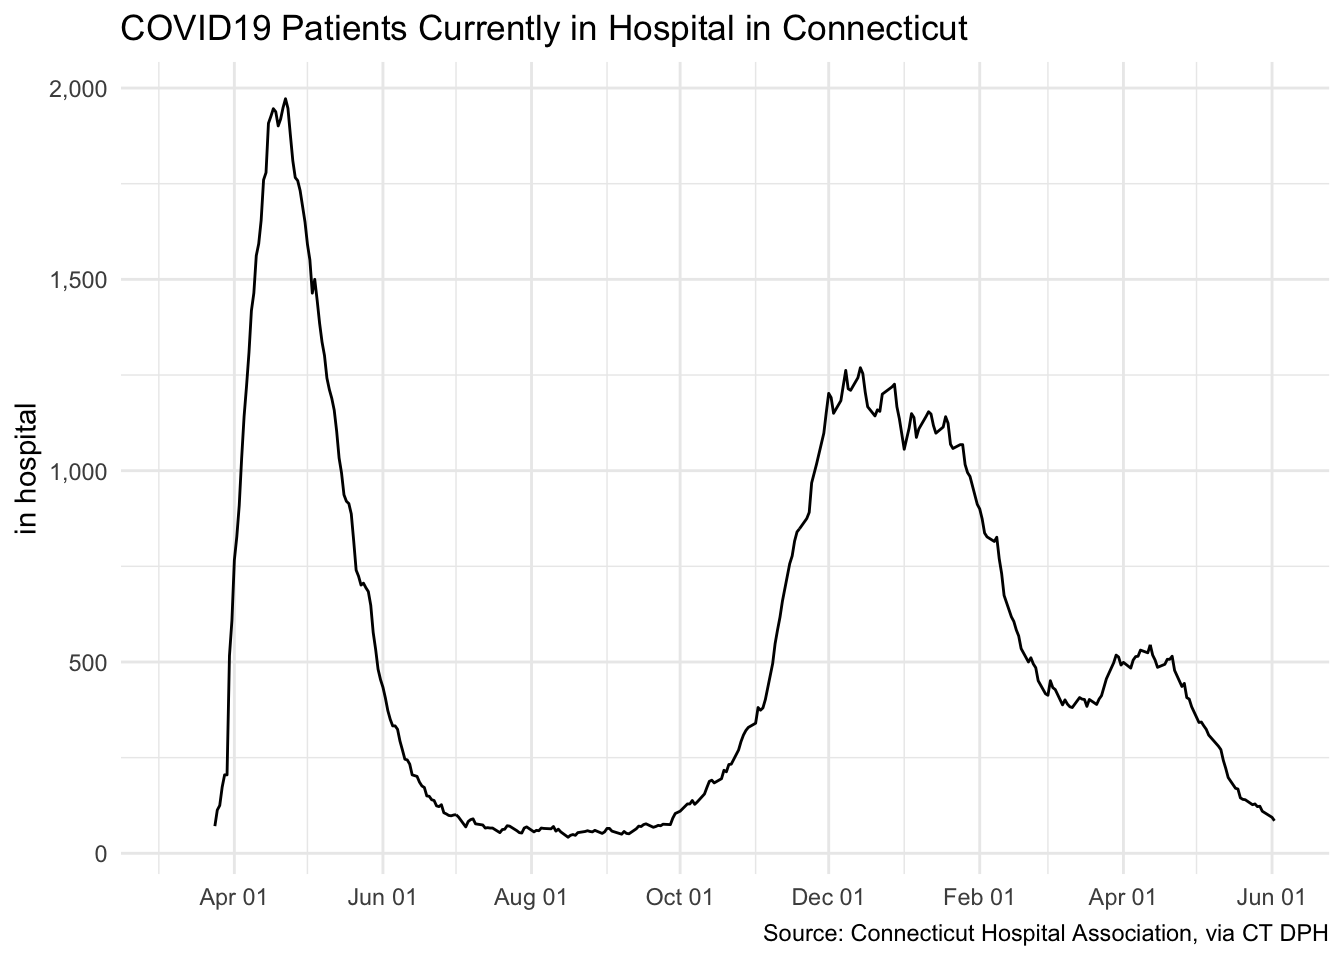 COVID19 Patients Currently in Hospital in Connecticut
2,000
1,500
1,000
500
0
in hospital
Apr 01 Jun 01 Aug 01 Oct 01 Dec 01 Feb 01 Apr 01 Jun 01
Source: Connecticut Hospital Association, via CT DPH